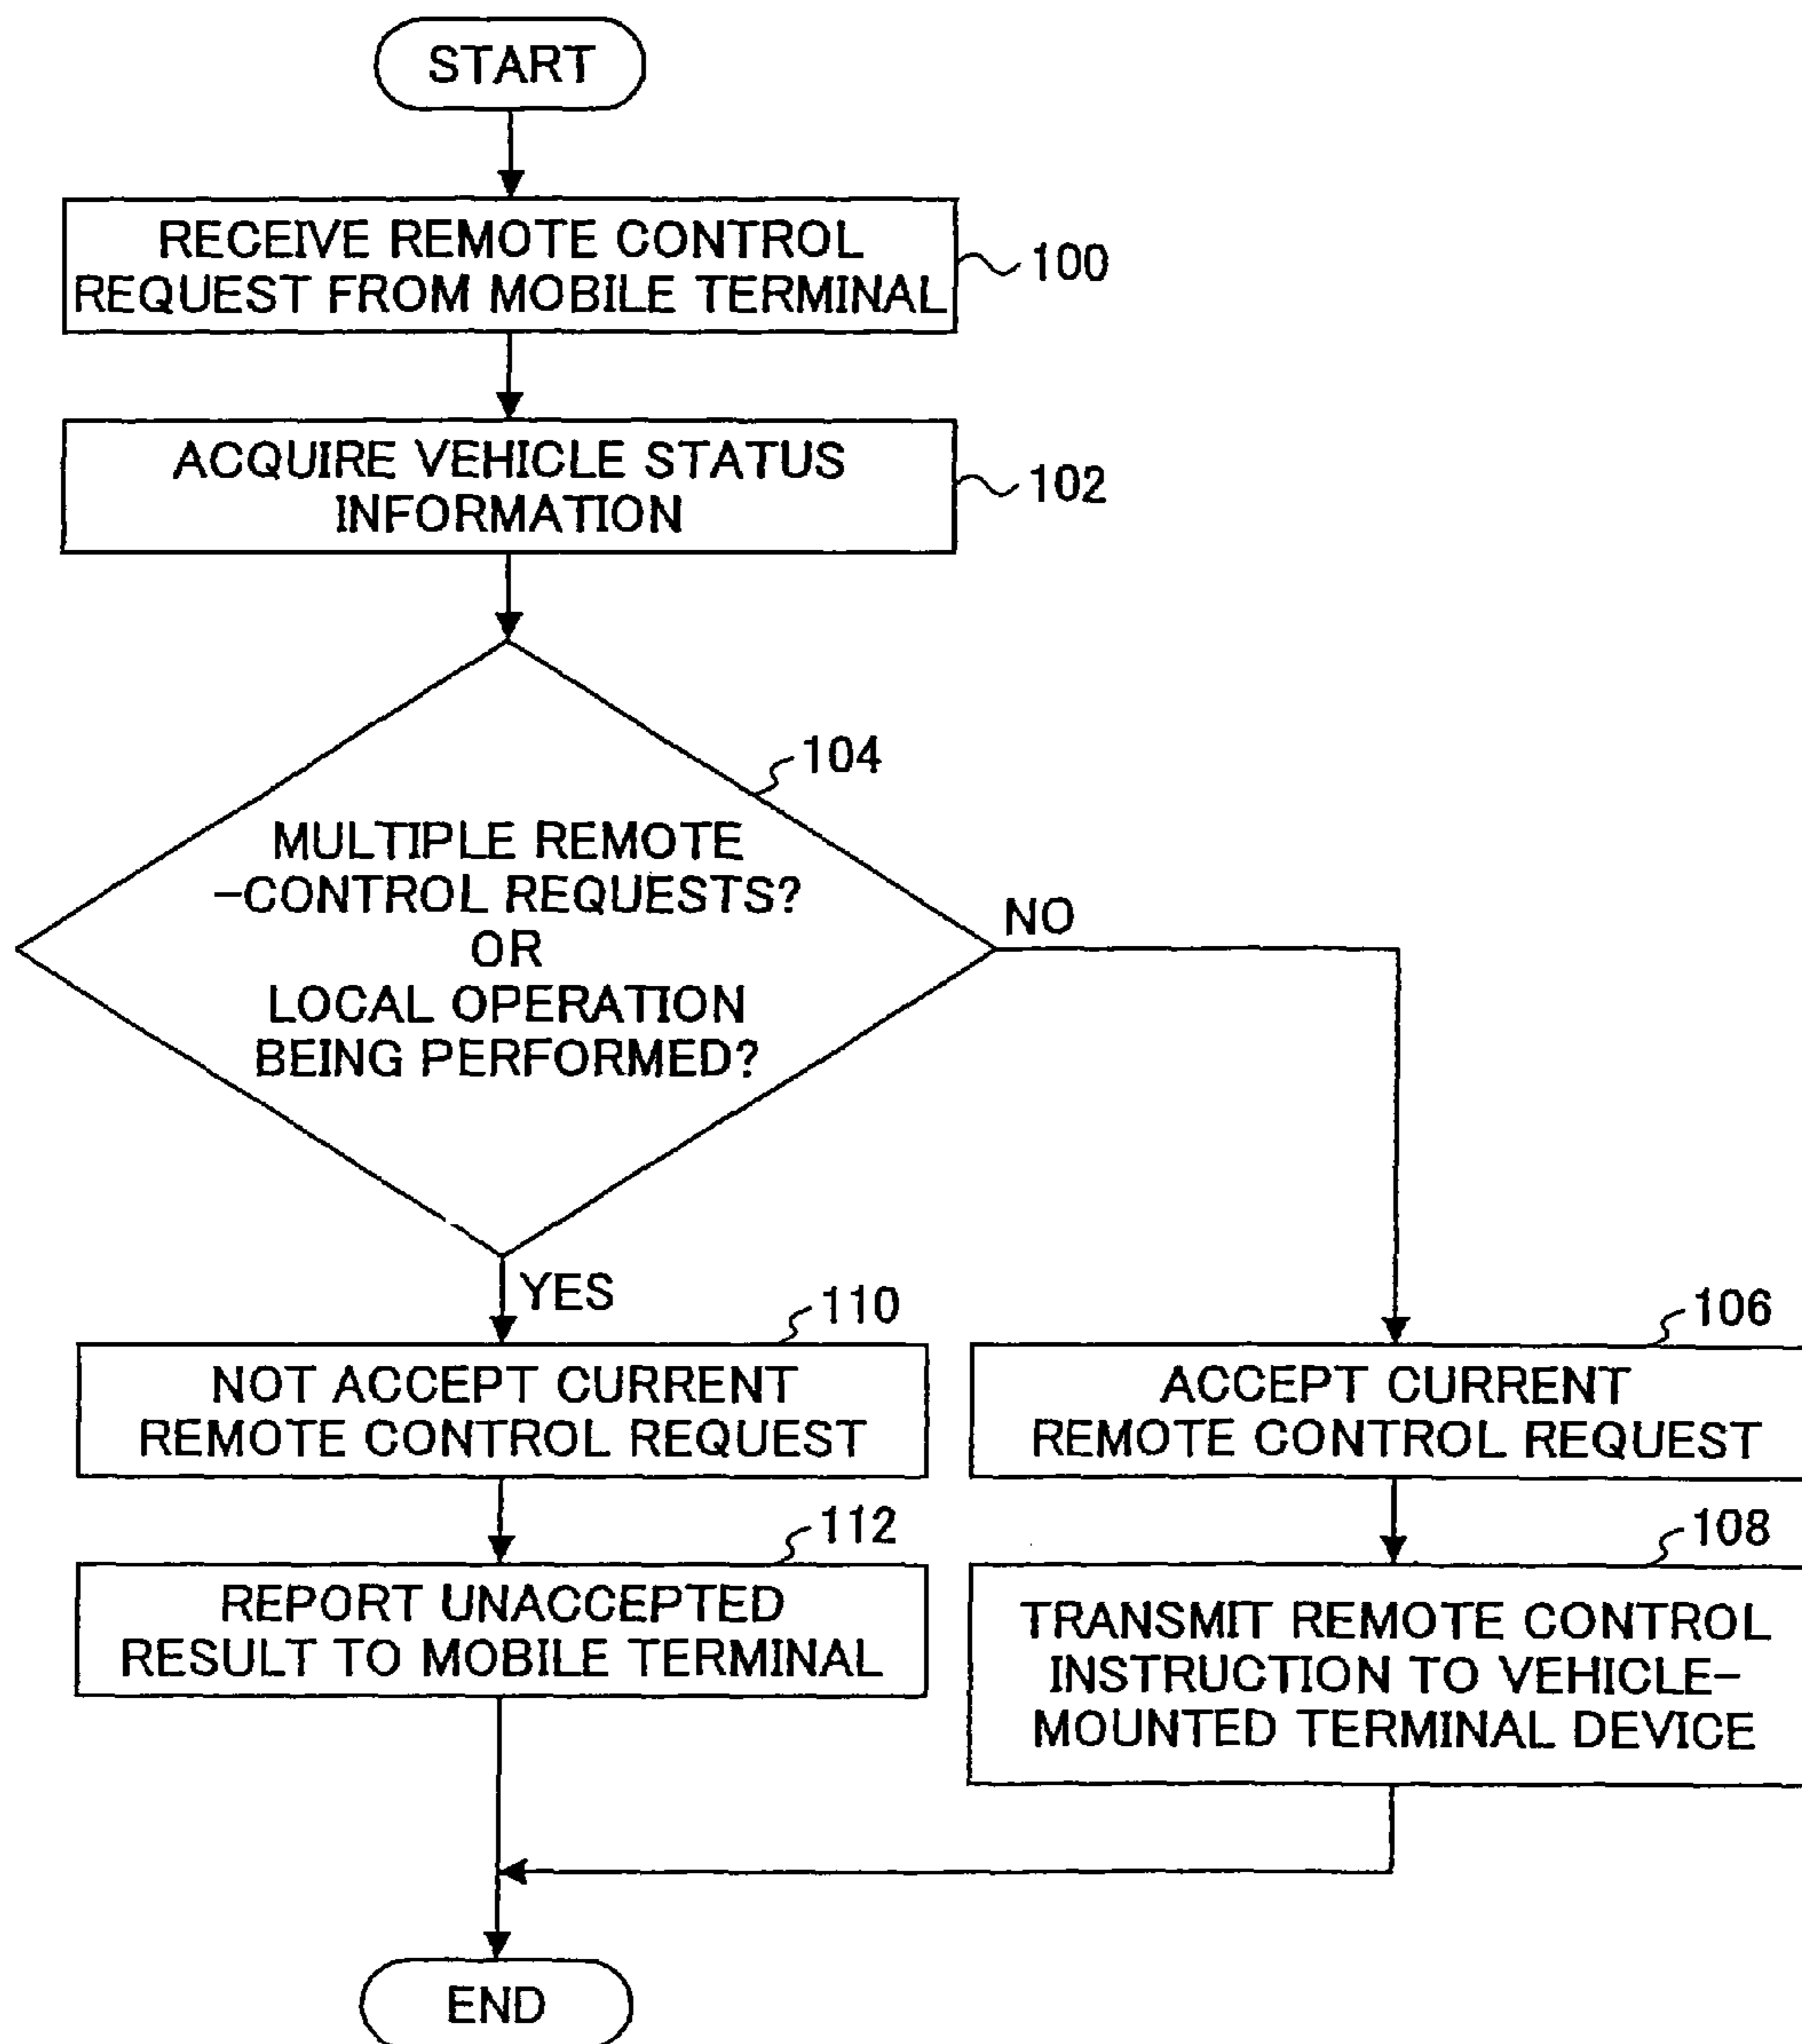 START
RECEIVE REMOTE CONTROL
REQUEST FROM MOBILE TERMINAL
100
ACQUIRE VEHICLE STATUS
INFORMATION
102
104
MULTIPLE REMOTE
-CONTROL REQUESTS?
OR
LOCAL OPERATION
BEING PERFORMED?
NO
YES
110
NOT ACCEPT CURRENT
REMOTE CONTROL REQUEST
106
ACCEPT CURRENT
REMOTE CONTROL REQUEST
112
REPORT UNACCEPTED
RESULT TO MOBILE TERMINAL
108
TRANSMIT REMOTE CONTROL
INSTRUCTION TO VEHICLE-
MOUNTED TERMINAL DEVICE
END